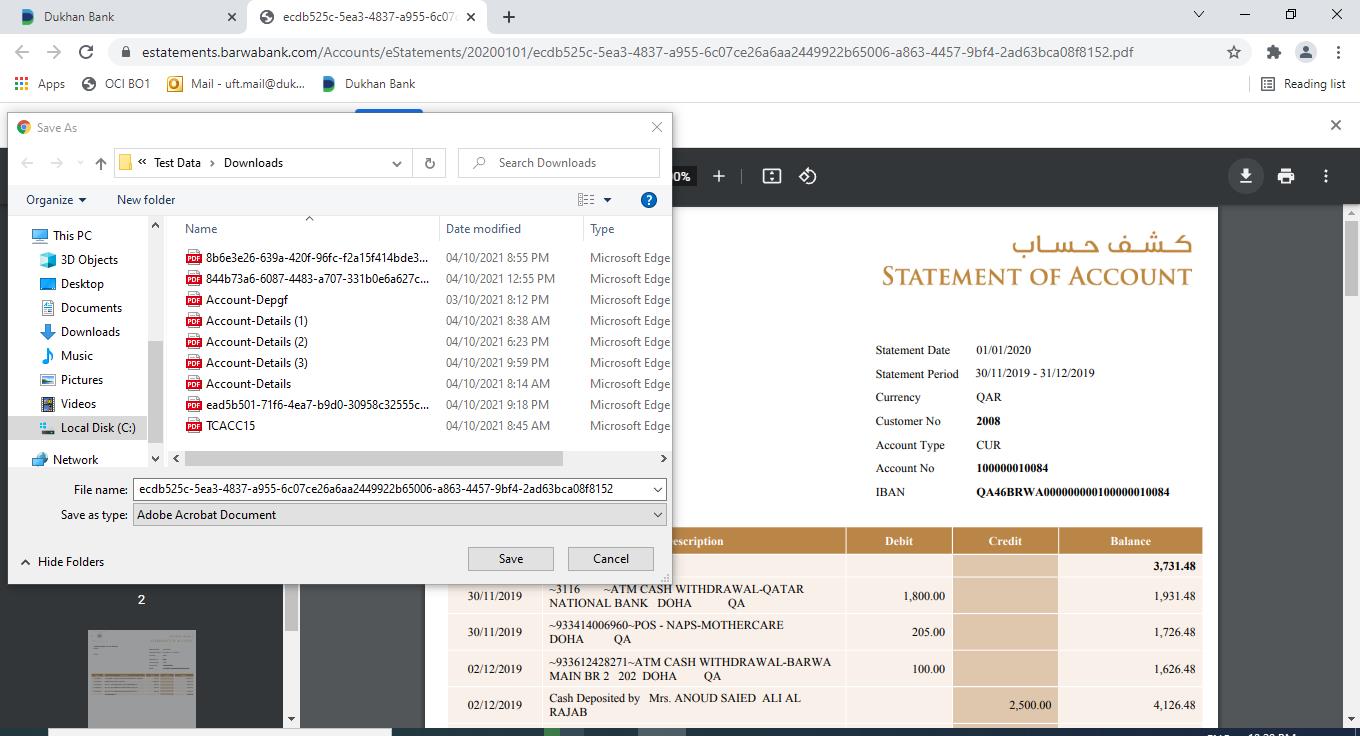 Dukhan Bank
ecdb525c-5ea3-4837-a955-6c07
estatements.barwabank.com/Accounts/eStatements/20200101/ecdb525c-5ea3-4837-a955-6c07ce26a6aa2449922b65006-a863-4457-9bf4-2ad63bca08f8152.pdf
Apps OCI BO1 Mail - uft.mail@duk... Dukhan Bank Reading list
Save As
« Test Data › Downloads Search Downloads
Organize New folder
This PC
3D Objects
Desktop
Documents
Downloads
Music
Pictures
Videos
Local Disk (C:)
Network
Name Date modified Type
8b6e3e26-639a-420f-96fc-f2a15f414bde3... 04/10/2021 8:55 PM Microsoft Edge
844b73a6-6087-4483-a707-331b0e6a627c... 04/10/2021 12:55 PM Microsoft Edge
Account-Depgf 03/10/2021 8:12 PM Microsoft Edge
Account-Details (1) 04/10/2021 8:38 AM Microsoft Edge
Account-Details (2) 04/10/2021 6:23 PM Microsoft Edge
Account-Details (3) 04/10/2021 9:59 PM Microsoft Edge
Account-Details 04/10/2021 8:14 AM Microsoft Edge
ead5b501-71f6-4ea7-b9d0-30958c32555c... 04/10/2021 9:18 PM Microsoft Edge
TCACC15 04/10/2021 8:45 AM Microsoft Edge
File name: ecdb525c-5ea3-4837-a955-6c07ce26a6aa2449922b65006-a863-4457-9bf4-2ad63bca08f8152
Save as type: Adobe Acrobat Document
Hide Folders Save Cancel
2
0%
كشف حساب
STATEMENT OF ACCOUNT
Statement Date 01/01/2020
Statement Period 30/11/2019 - 31/12/2019
Currency QAR
Customer No 2008
Account Type CUR
Account No 100000010084
IBAN QA46BRWA000000000100000010084
escription Debit Credit Balance
3,731.48
30/11/2019 ~3116 ~ATM CASH WITHDRAWAL-QATAR 1,800.00 1,931.48
NATIONAL BANK DOHA QA
30/11/2019 ~933414006960~POS - NAPS-MOTHERCARE 205.00 1,726.48
DOHA QA
02/12/2019 ~933612428271~ATM CASH WITHDRAWAL-BARWA 100.00 1,626.48
MAIN BR 2 202 DOHA QA
02/12/2019 Cash Deposited by Mrs. ANOUD SAIED ALI AL 2,500.00 4,126.48
RAJAB